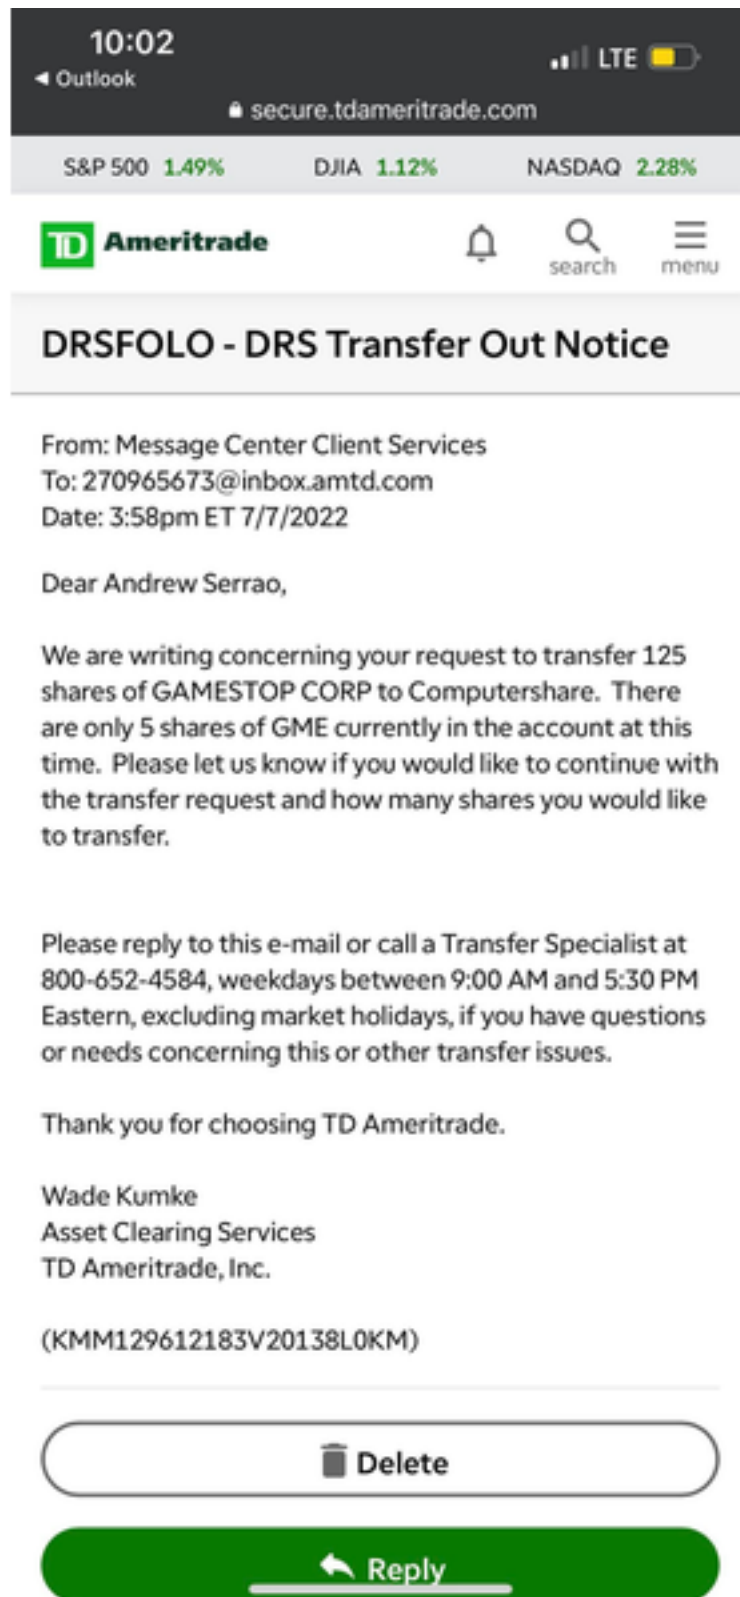 10:02
LTE
◄ Outlook
secure.tdameritrade.com
S&P 500 1.49% DJIA 1.12% NASDAQ 2.28%
TD Ameritrade
search
menu
DRSFOLO - DRS Transfer Out Notice
From: Message Center Client Services
To: 270965673@inbox.amtd.com
Date: 3:58pm ET 7/7/2022
Dear Andrew Serrao,
We are writing concerning your request to transfer 125
shares of GAMESTOP CORP to Computershare.  There
are only 5 shares of GME currently in the account at this
time.  Please let us know if you would like to continue with
the transfer request and how many shares you would like
to transfer.
Please reply to this e-mail or call a Transfer Specialist at
800-652-4584, weekdays between 9:00 AM and 5:30 PM
Eastern, excluding market holidays, if you have questions
or needs concerning this or other transfer issues.
Thank you for choosing TD Ameritrade.
Wade Kumke
Asset Clearing Services
TD Ameritrade, Inc.
(KMM129612183V20138L0KM)
Delete
Reply